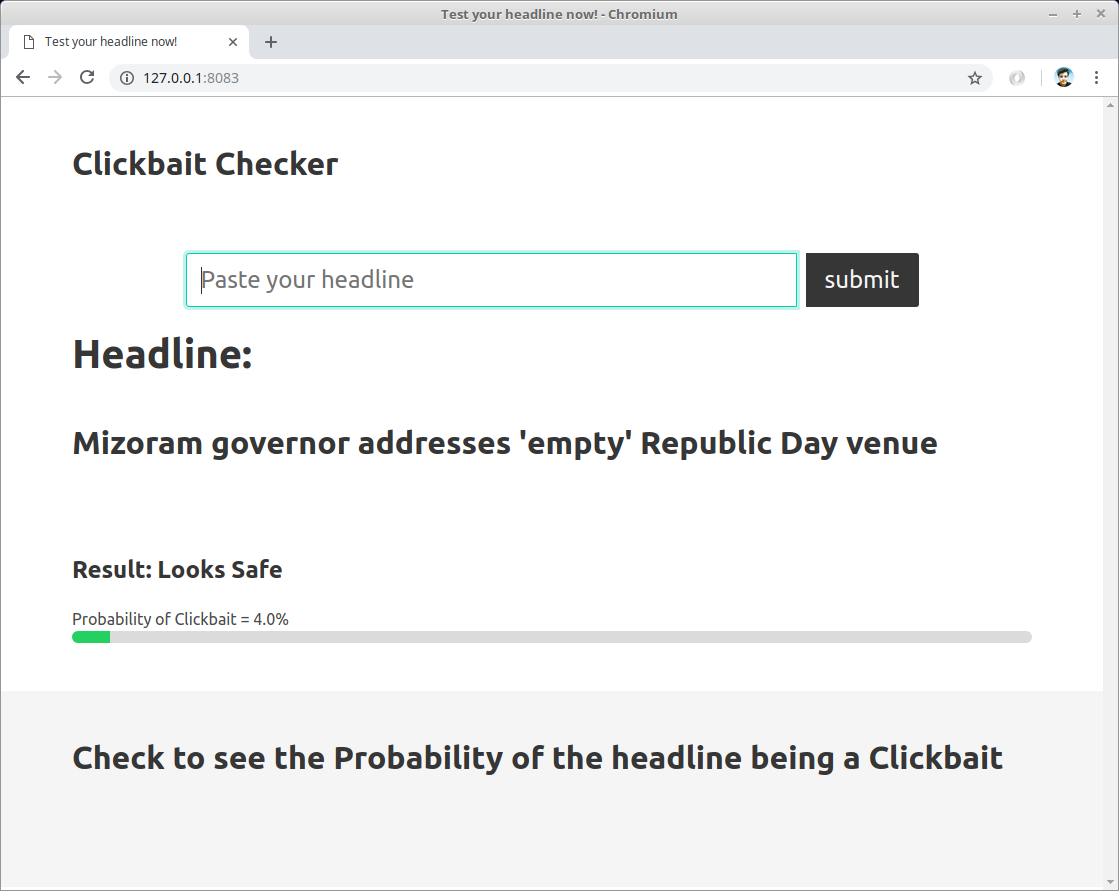 Test your headline now! - Chromium
Test your headline now!
127.0.0.1:8083
Clickbait Checker
Paste your headline
submit
Headline:
Mizoram governor addresses 'empty' Republic Day venue
Result: Looks Safe
Probability of Clickbait = 4.0%
Check to see the Probability of the headline being a Clickbait